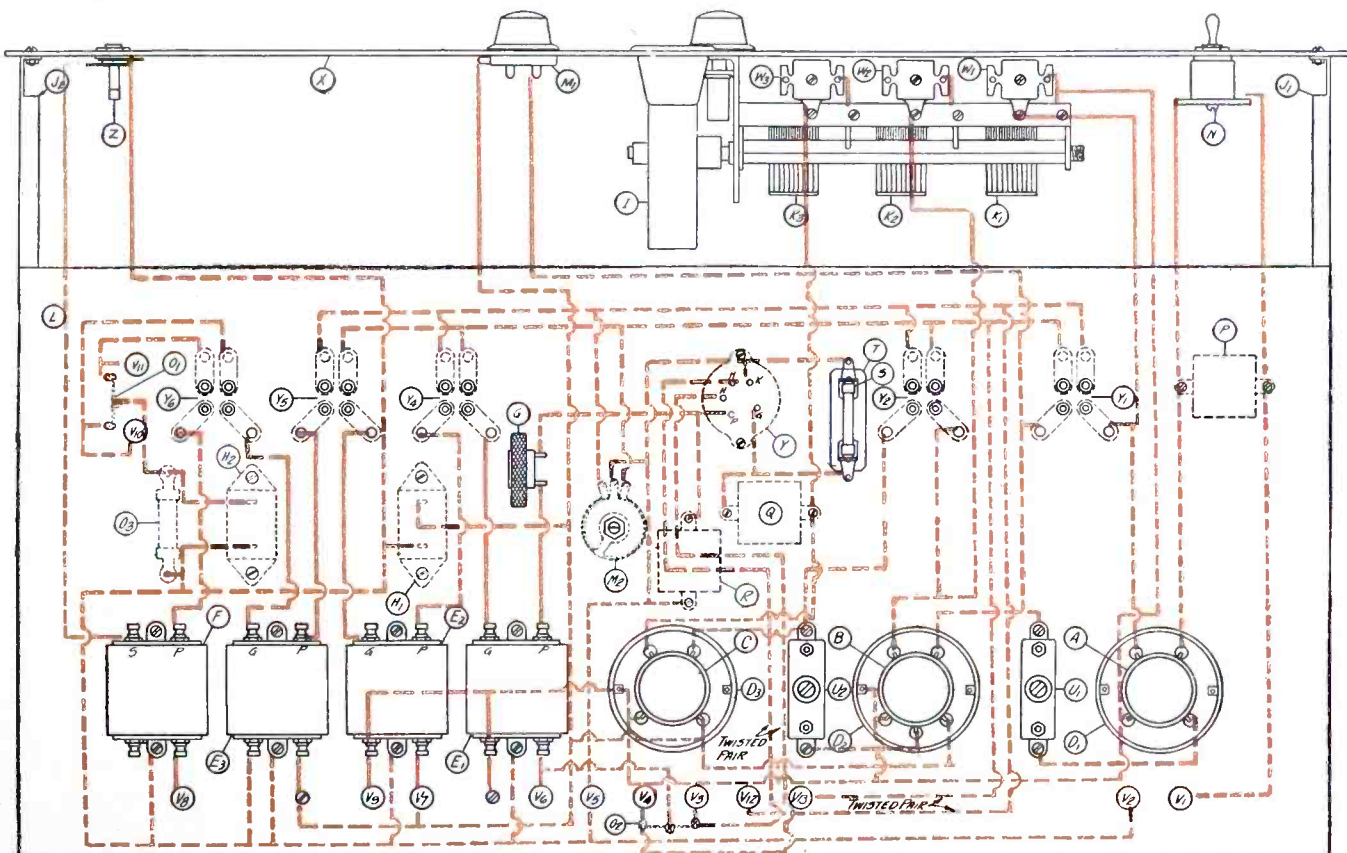 J2
Z
X
M1
I
W3
W2
W1
K3
K2
K1
N
J1
L
V11
O1
Y6
V10
H2
D3
Y5
Y4
G
H1
M2
H
K
H
P
G
Y
Q
R
T
S
Y2
Y1
P
F
S P
G P
E2
G P
G P
E3
E1
C
D3
B
U2
D2
A
U1
D1
TWISTED
PAIR
V8
V9
V7
V6
V5
V4
V3
V12
V13
TWISTED PAIR
V2
V1
O2